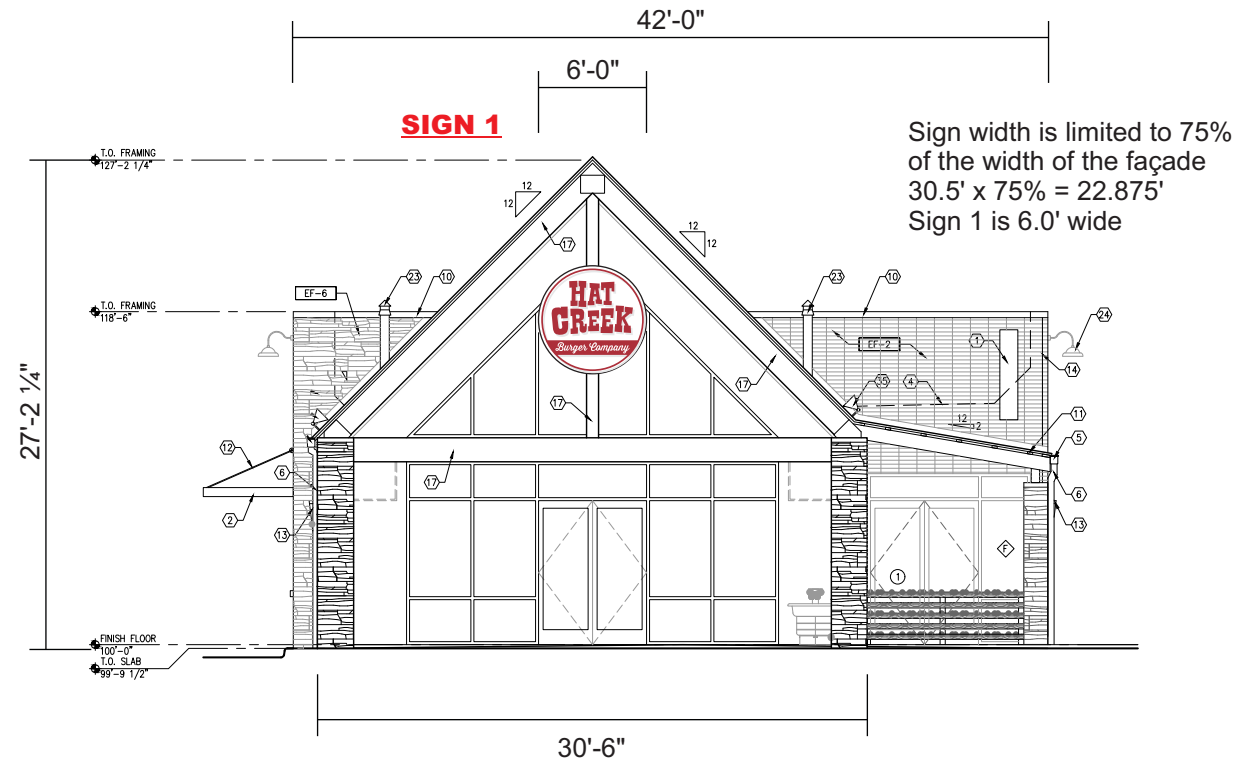 42'-0"
6'-0"
SIGN 1
Sign width is limited to 75%
of the width of the façade
30.5' x 75% = 22.875'
Sign 1 is 6.0' wide
T.O. FRAMING
127'-2 1/4"
12
12
12
12
17
HAT
CREEK
Burger Company
EF-6
23
10
23
10
T.O. FRAMING
118'-6"
24
EF-2
1
14
27'-2 1/4"
17
17
35
4
12
2
11
5
12
6
17
17
6
2
13
13
F
1
FINISH FLOOR
100'-0"
T.O. SLAB
99'-9 1/2"
30'-6"